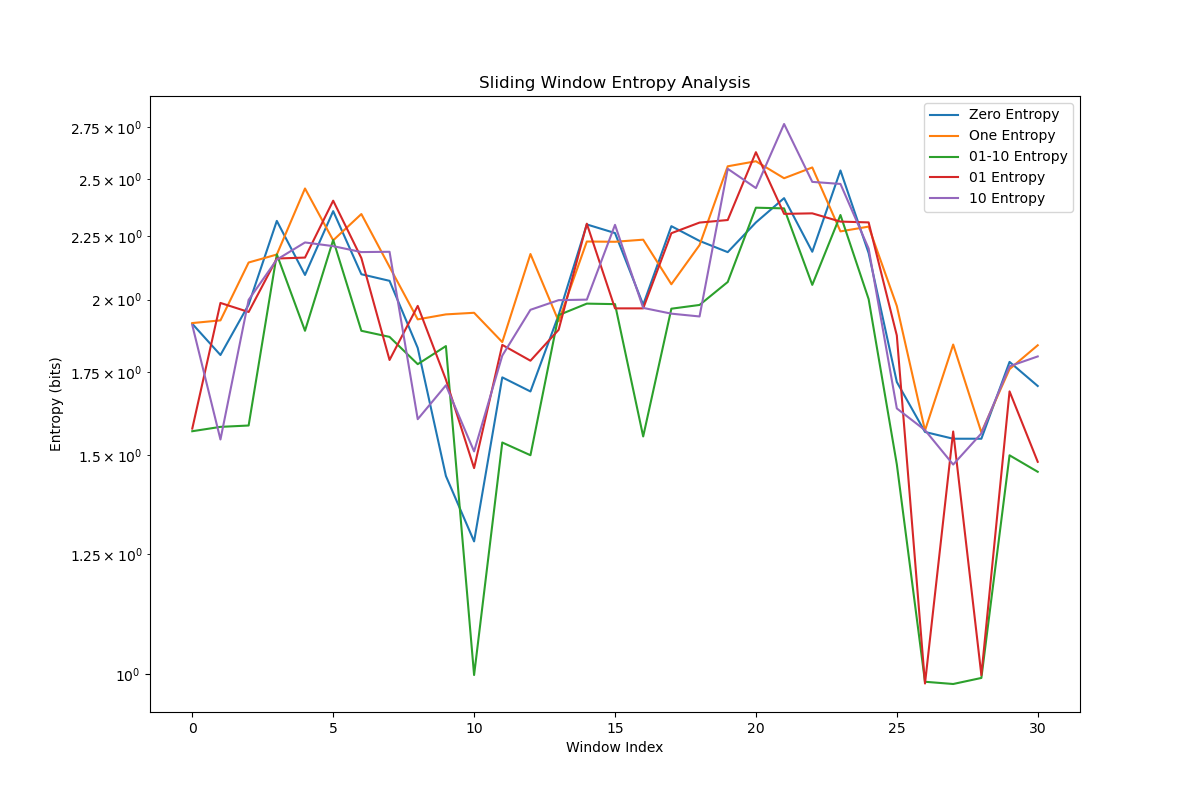 Sliding Window Entropy Analysis
Zero Entropy
One Entropy
01-10 Entropy
01 Entropy
10 Entropy
Entropy (bits)
2.75 × 10⁰
2.5 × 10⁰
2.25 × 10⁰
2 × 10⁰
1.75 × 10⁰
1.5 × 10⁰
1.25 × 10⁰
10⁰
0 5 10 15 20 25 30
Window Index